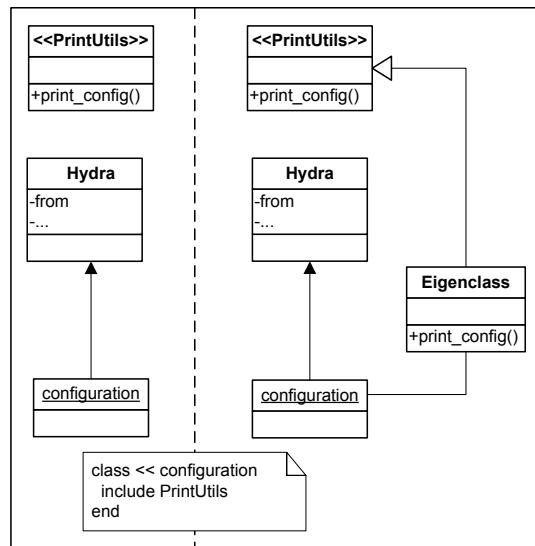 <<PrintUtils>>
+print_config()
Hydra
-from
-...
configuration
<<PrintUtils>>
+print_config()
Hydra
-from
-...
Eigenclass
+print_config()
configuration
class << configuration
include PrintUtils
end